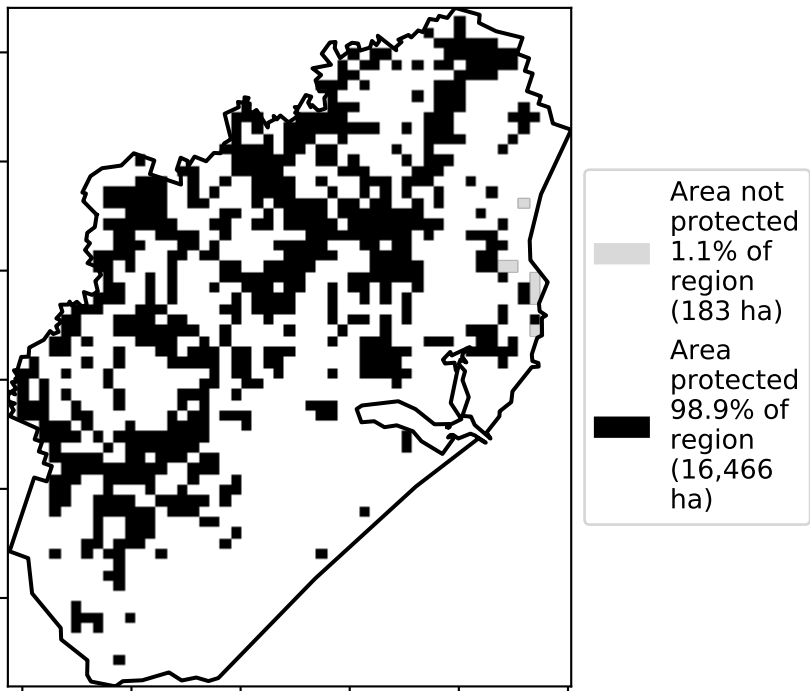 Area not
protected
1.1% of
region
(183 ha)
Area
protected
98.9% of
region
(16,466
ha)